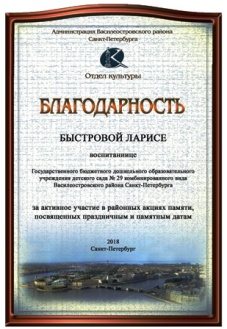 Администрация Василеостровского района
Санкт-Петербурга
Отдел культуры
БЛАГОДАРНОСТЬ
БЫСТРОВОЙ ЛАРИСЕ
воспитаннице
Государственного бюджетного дошкольного образовательного
учреждения детского сада № 29 комбинированного вида
Василеостровского района Санкт-Петербурга
за активное участие в районных акциях памяти,
посвященных праздничным и памятным датам
2018
Санкт-Петербург